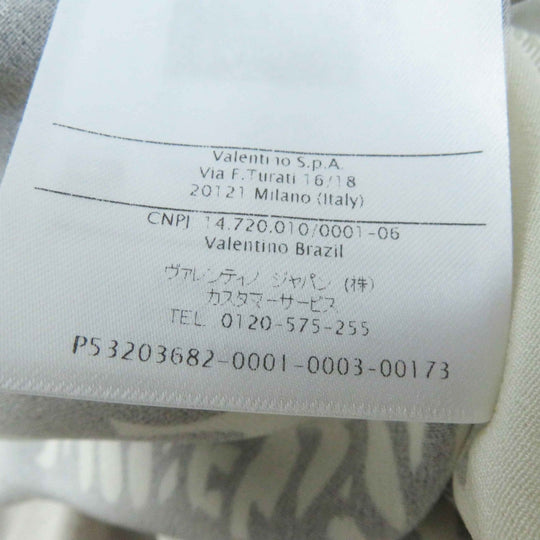 Valentino S.p.A.
Via F.Turati 16/18
20121 Milano (Italy)
CNPJ 14.720.010/0001-06
Valentino Brazil
ヴァレンティノ ジャパン (株)
カスタマーサービス
TEL. 0120-575-255
P53203682-0001-0003-00173